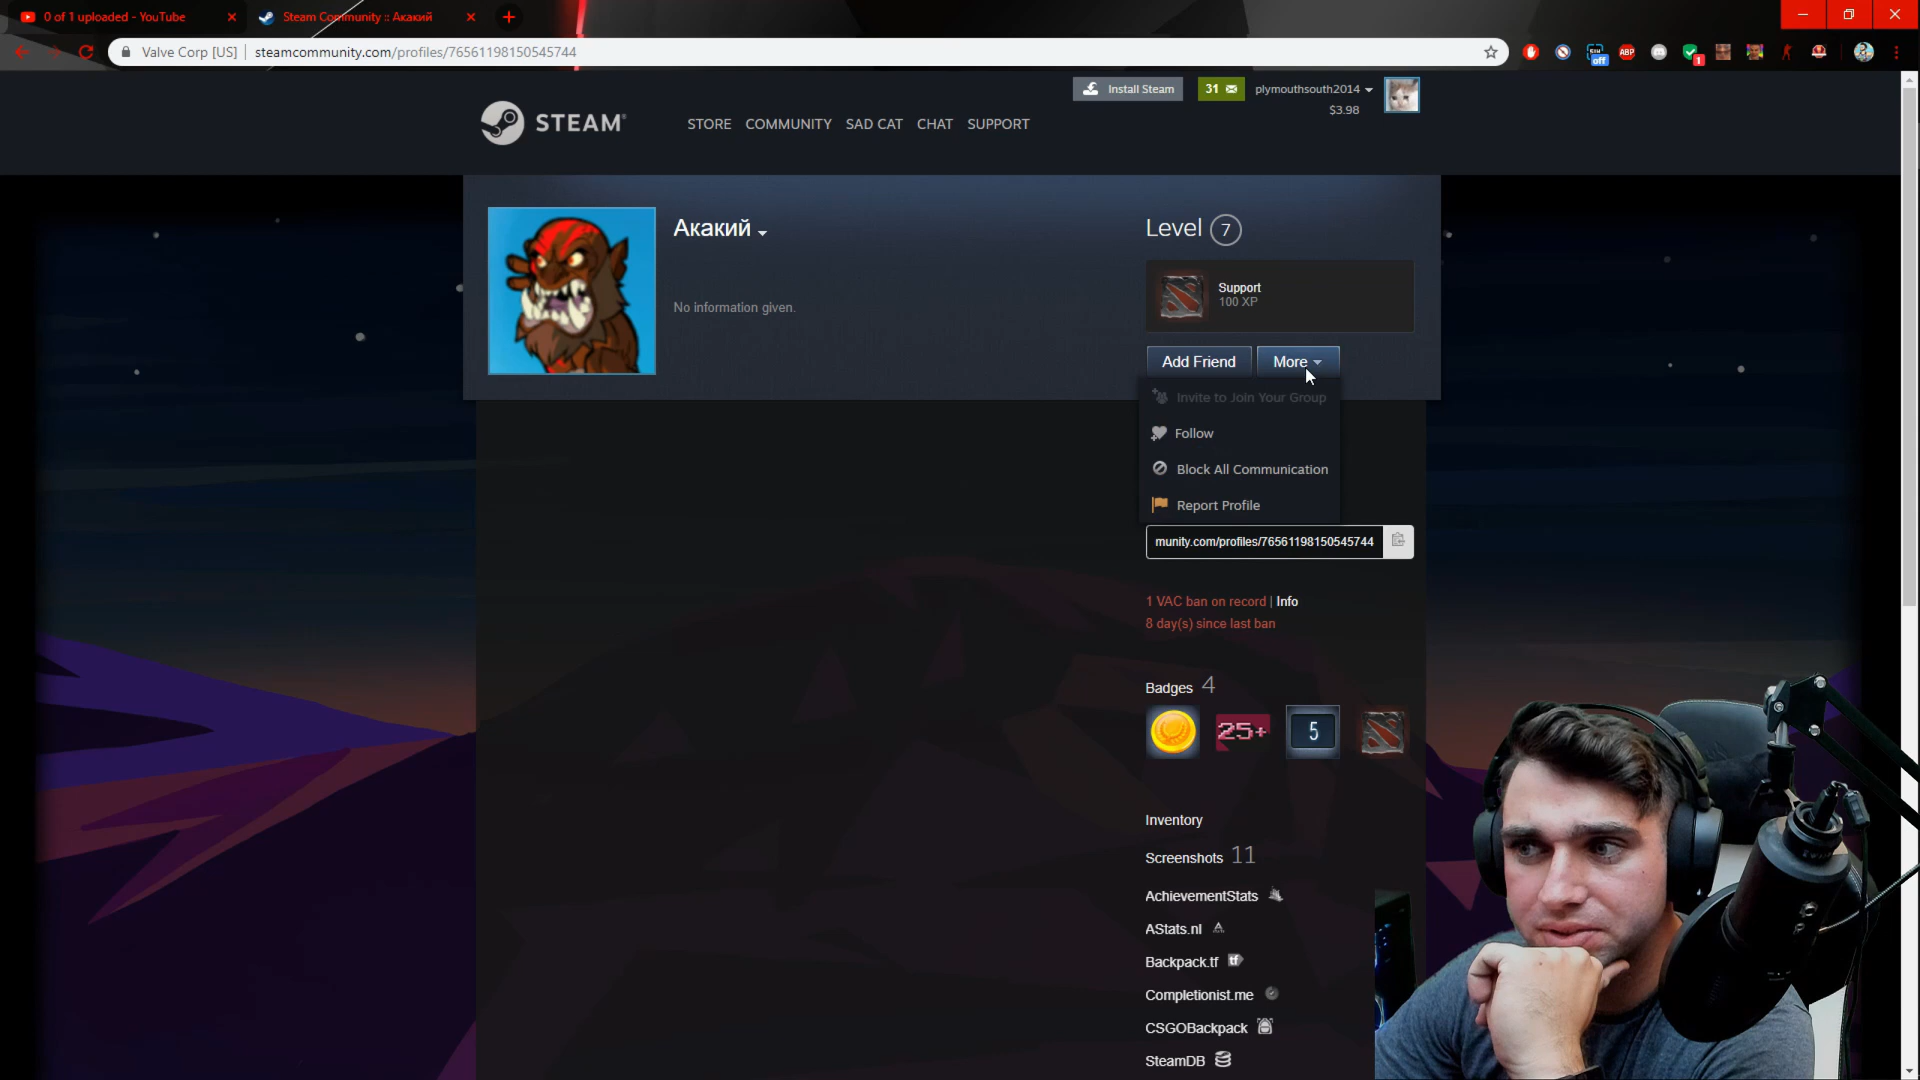 0 of 1 uploaded - YouTube
Steam Community :: Акакий
Valve Corp [US] | steamcommunity.com/profiles/76561198150545744
off
ABP
1
Install Steam
31
plymouthsouth2014
$3.98
STEAM
STORE COMMUNITY SAD CAT CHAT SUPPORT
Акакий
No information given.
Level 7
Support
100 XP
Add Friend
More
Invite to Join Your Group
Follow
Block All Communication
Report Profile
munity.com/profiles/76561198150545744
1 VAC ban on record | Info
8 day(s) since last ban
Badges 4
25+
5
Inventory
Screenshots 11
AchievementStats
AStats.nl
Backpack.tf
tf
Completionist.me
CSGOBackpack
SteamDB